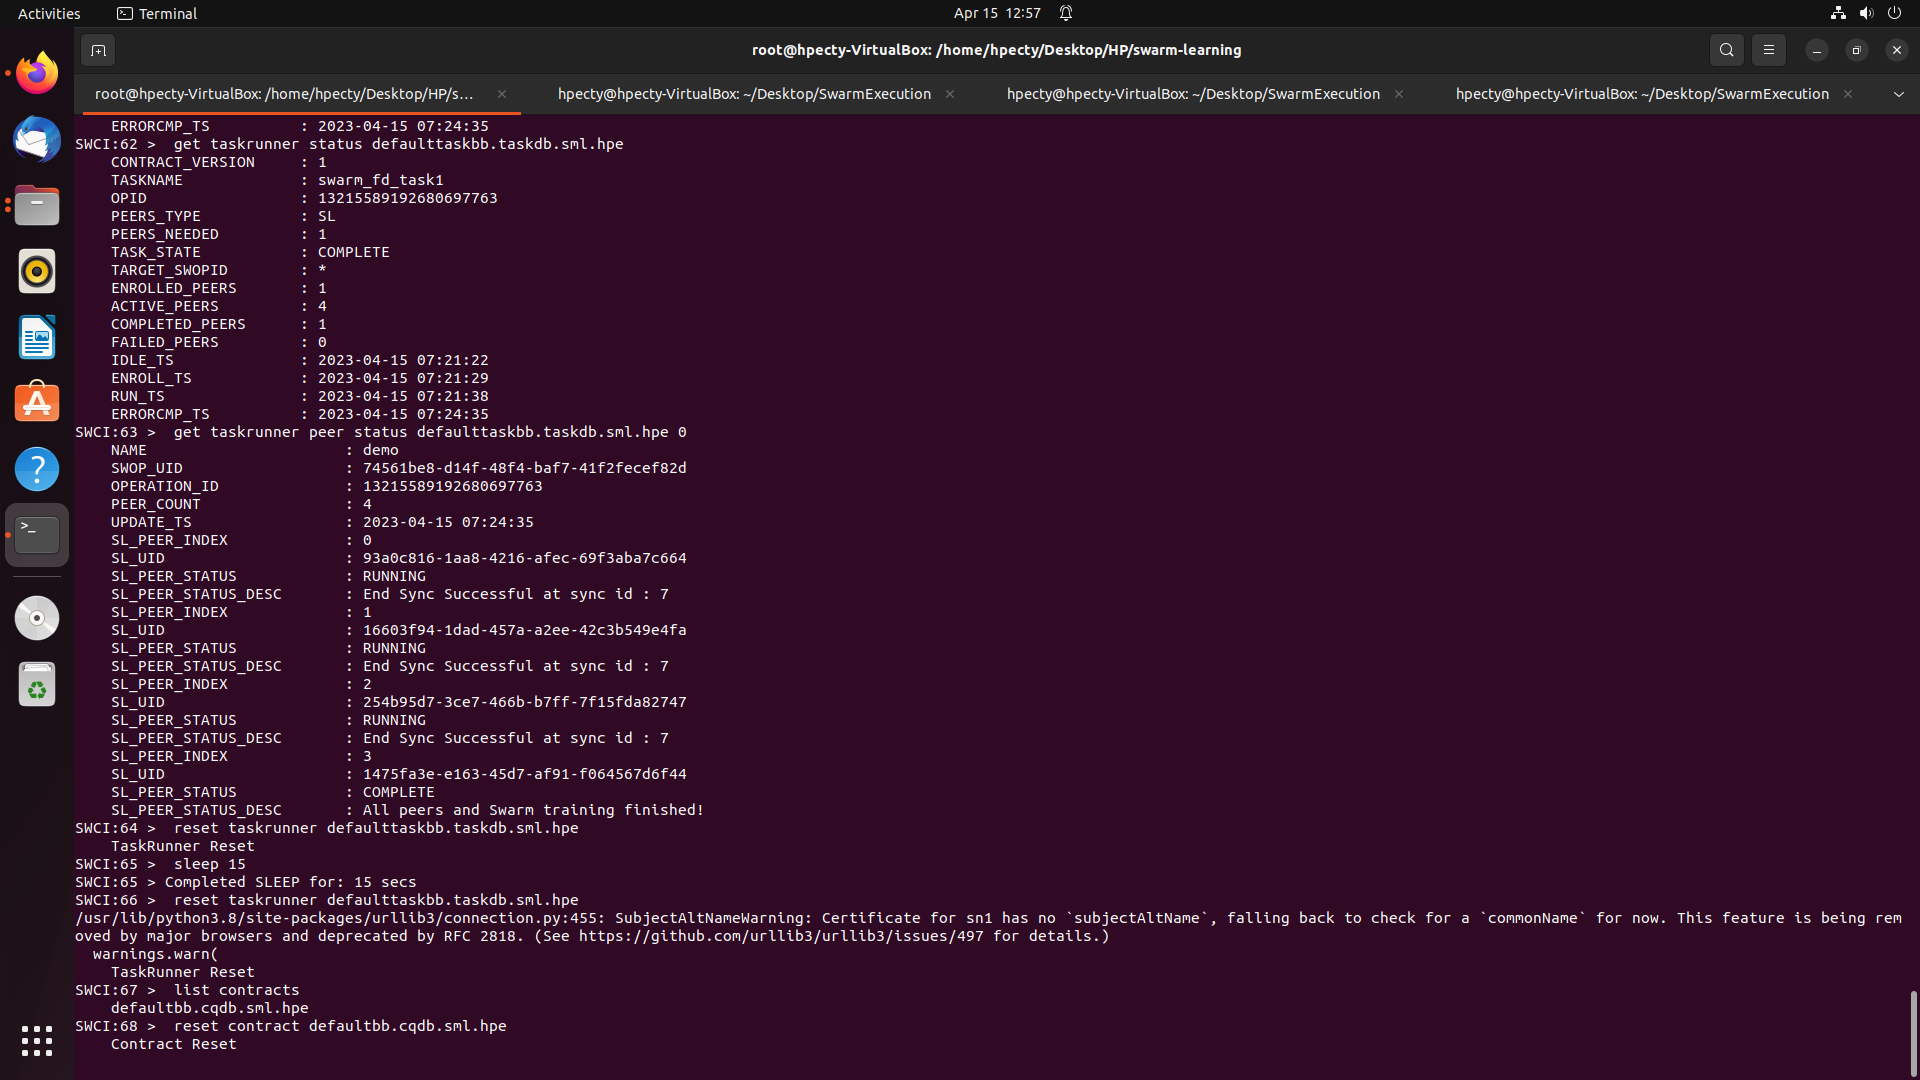 Activities
Terminal
Apr 15 12:57
root@hpecty-VirtualBox: /home/hpecty/Desktop/HP/swarm-learning
root@hpecty-VirtualBox: /home/hpecty/Desktop/HP/s...
hpecty@hpecty-VirtualBox: ~/Desktop/SwarmExecution
hpecty@hpecty-VirtualBox: ~/Desktop/SwarmExecution
hpecty@hpecty-VirtualBox: ~/Desktop/SwarmExecution
ERRORCMP_TS : 2023-04-15 07:24:35
SWCI:62 > get taskrunner status defaulttaskbb.taskdb.sml.hpe
CONTRACT_VERSION : 1
TASKNAME : swarm_fd_task1
OPID : 13215589192680697763
PEERS_TYPE : SL
PEERS_NEEDED : 1
TASK_STATE : COMPLETE
TARGET_SWOPID : *
ENROLLED_PEERS : 1
ACTIVE_PEERS : 4
COMPLETED_PEERS : 1
FAILED_PEERS : 0
IDLE_TS : 2023-04-15 07:21:22
ENROLL_TS : 2023-04-15 07:21:29
RUN_TS : 2023-04-15 07:21:38
ERRORCMP_TS : 2023-04-15 07:24:35
SWCI:63 > get taskrunner peer status defaulttaskbb.taskdb.sml.hpe 0
NAME : demo
SWOP_UID : 74561be8-d14f-48f4-baf7-41f2fecef82d
OPERATION_ID : 13215589192680697763
PEER_COUNT : 4
UPDATE_TS : 2023-04-15 07:24:35
SL_PEER_INDEX : 0
SL_UID : 93a0c816-1aa8-4216-afec-69f3aba7c664
SL_PEER_STATUS : RUNNING
SL_PEER_STATUS_DESC : End Sync Successful at sync id : 7
SL_PEER_INDEX : 1
SL_UID : 16603f94-1dad-457a-a2ee-42c3b549e4fa
SL_PEER_STATUS : RUNNING
SL_PEER_STATUS_DESC : End Sync Successful at sync id : 7
SL_PEER_INDEX : 2
SL_UID : 254b95d7-3ce7-466b-b7ff-7f15fda82747
SL_PEER_STATUS : RUNNING
SL_PEER_STATUS_DESC : End Sync Successful at sync id : 7
SL_PEER_INDEX : 3
SL_UID : 1475fa3e-e163-45d7-af91-f064567d6f44
SL_PEER_STATUS : COMPLETE
SL_PEER_STATUS_DESC : All peers and Swarm training finished!
SWCI:64 > reset taskrunner defaulttaskbb.taskdb.sml.hpe
TaskRunner Reset
SWCI:65 > sleep 15
SWCI:65 > Completed SLEEP for: 15 secs
SWCI:66 > reset taskrunner defaulttaskbb.taskdb.sml.hpe
/usr/lib/python3.8/site-packages/urllib3/connection.py:455: SubjectAltNameWarning: Certificate for sn1 has no `subjectAltName`, falling back to check for a `commonName` for now. This feature is being rem
oved by major browsers and deprecated by RFC 2818. (See https://github.com/urllib3/urllib3/issues/497 for details.)
warnings.warn(
TaskRunner Reset
SWCI:67 > list contracts
defaultbb.cqdb.sml.hpe
SWCI:68 > reset contract defaultbb.cqdb.sml.hpe
Contract Reset